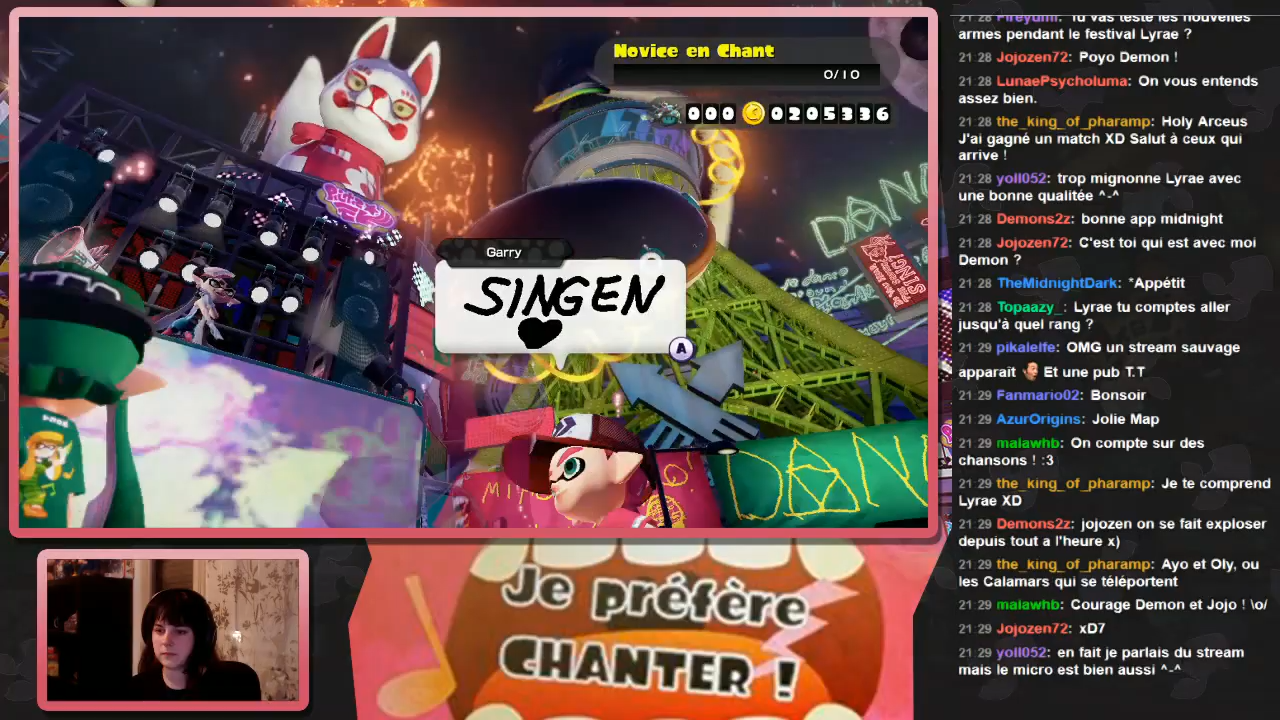 Novice en Chant
0/10
000 0205336
DAN
SING?
Garry
SINGEN
A
DAN
Je préfère
CHANTER !
21:28 Fireyumi: Tu vas teste les nouvelles
armes pendant le festival Lyrae ?
21:28 Jojozen72: Poyo Demon !
21:28 LunaePsycholuma: On vous entends
assez bien.
21:28 the_king_of_pharamp: Holy Arceus
J'ai gagné un match XD Salut à ceux qui
arrive !
21:28 yoll052: trop mignonne Lyrae avec
une bonne qualitée ^-^
21:28 Demons2z: bonne app midnight
21:28 Jojozen72: C'est toi qui est avec moi
Demon ?
21:28 TheMidnightDark: *Appétit
21:28 Topaazy_: Lyrae tu comptes aller
jusqu'à quel rang ?
21:29 pikalelfe: OMG un stream sauvage
apparait Et une pub T.T
21:29 Fanmario02: Bonsoir
21:29 AzurOrigins: Jolie Map
21:29 malawhb: On compte sur des
chansons ! :3
21:29 the_king_of_pharamp: Je te comprend
Lyrae XD
21:29 Demons2z: jojozen on se fait exploser
depuis tout a l'heure x)
21:29 the_king_of_pharamp: Ayo et Oly, ou
les Calamars qui se téléportent
21:29 malawhb: Courage Demon et Jojo ! \o/
21:29 Jojozen72: xD7
21:29 yoll052: en fait je parlais du stream
mais le micro est bien aussi ^-^